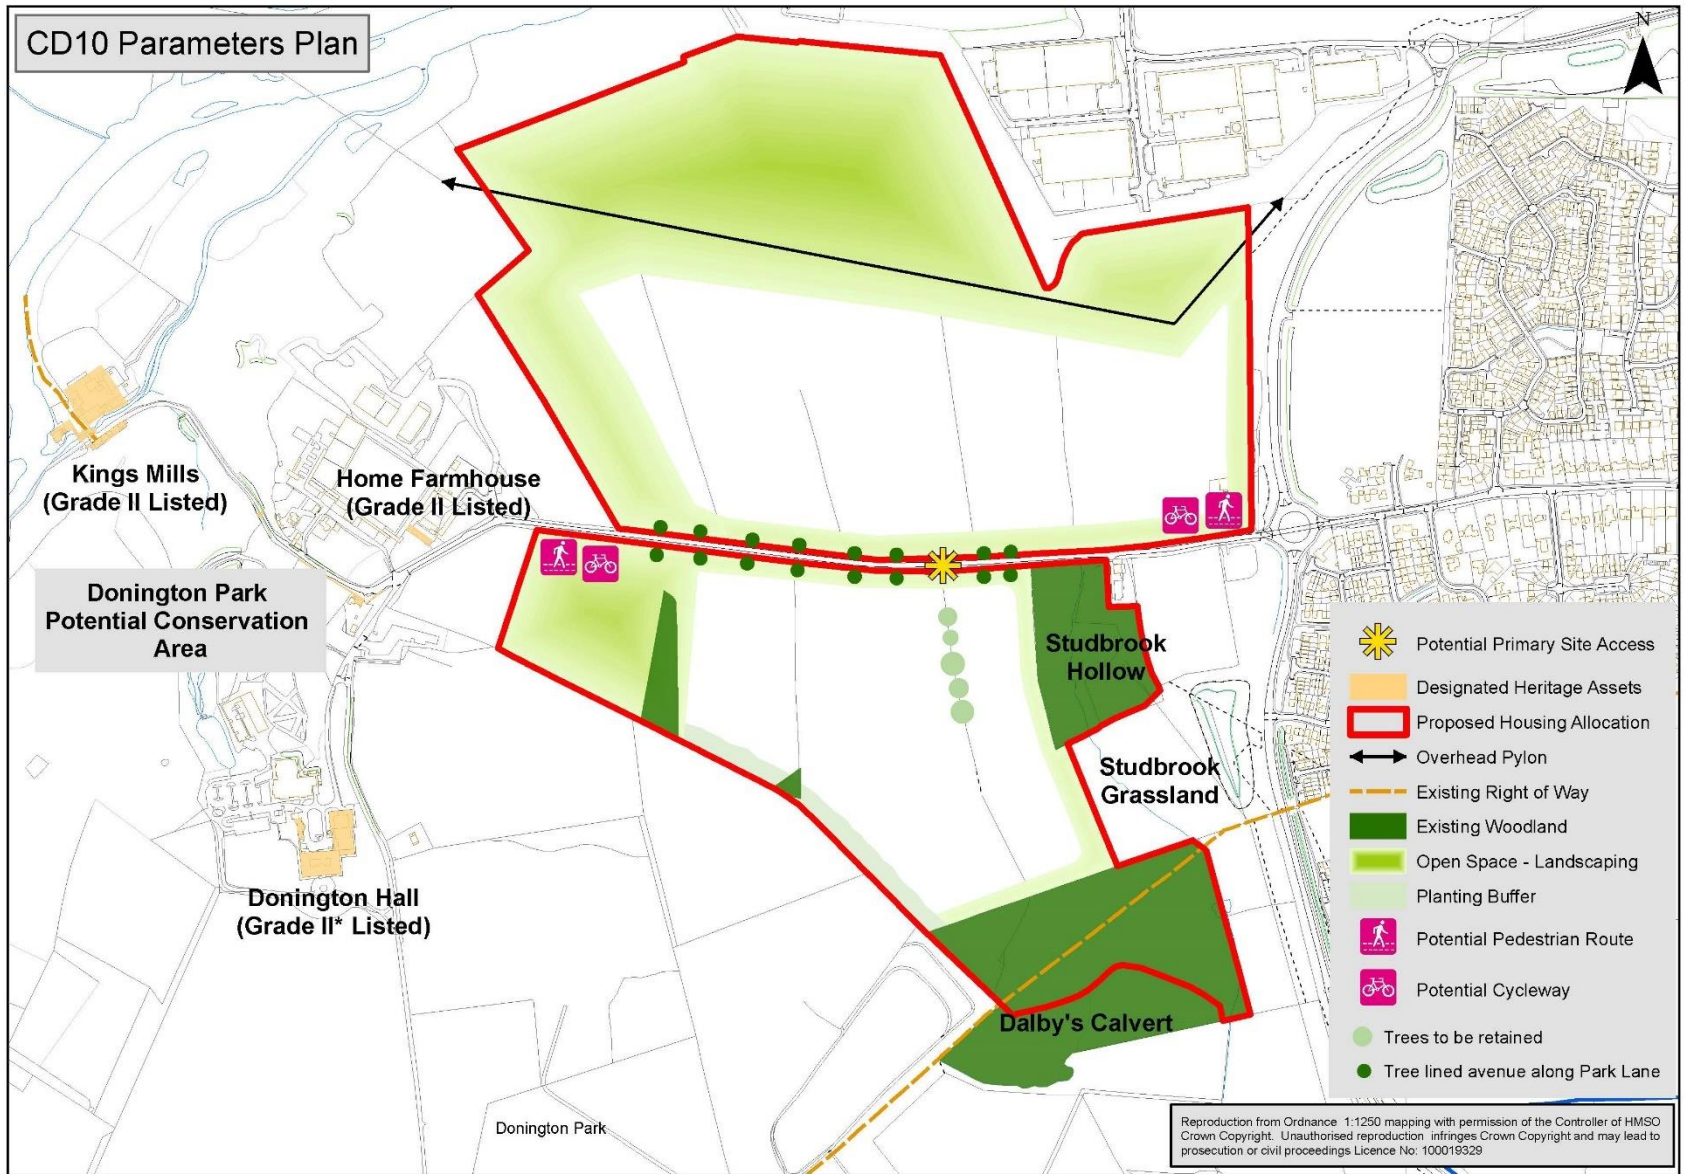 CD10 Parameters Plan
N
Kings Mills
(Grade II Listed)
Home Farmhouse
(Grade II Listed)
Donington Park
Potential Conservation
Area
Studbrook
Hollow
Studbrook
Grassland
Donington Hall
(Grade II* Listed)
Dalby's Calvert
Donington Park
Potential Primary Site Access
Designated Heritage Assets
Proposed Housing Allocation
Overhead Pylon
Existing Right of Way
Existing Woodland
Open Space - Landscaping
Planting Buffer
Potential Pedestrian Route
Potential Cycleway
Trees to be retained
Tree lined avenue along Park Lane
Reproduction from Ordnance 1:1250 mapping with permission of the Controller of HMSO
Crown Copyright. Unauthorised reproduction infringes Crown Copyright and may lead to
prosecution or civil proceedings Licence No: 100019329